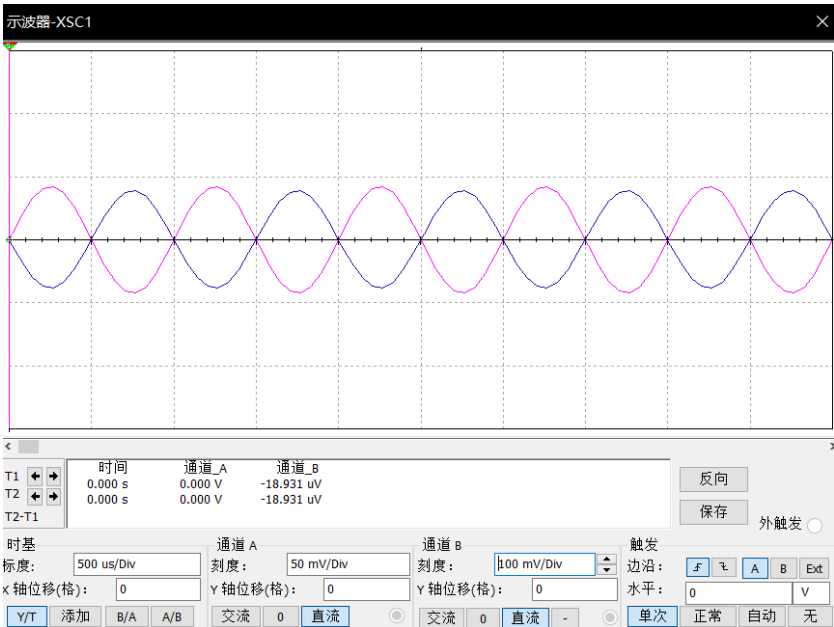 示波器-XSC1
时间 通道_A 通道_B
T1 0.000 s 0.000 V -18.931 uV
T2 0.000 s 0.000 V -18.931 uV
T2-T1
反向
保存
外触发
时基
标度: 500 us/Div
X 轴位移(格): 0
Y/T 添加 B/A A/B
通道 A
刻度: 50 mV/Div
Y 轴位移(格): 0
交流 0 直流
通道 B
刻度: 100 mV/Div
Y 轴位移(格): 0
交流 0 直流 -
触发
边沿: A B Ext
水平: 0 V
单次 正常 自动 无